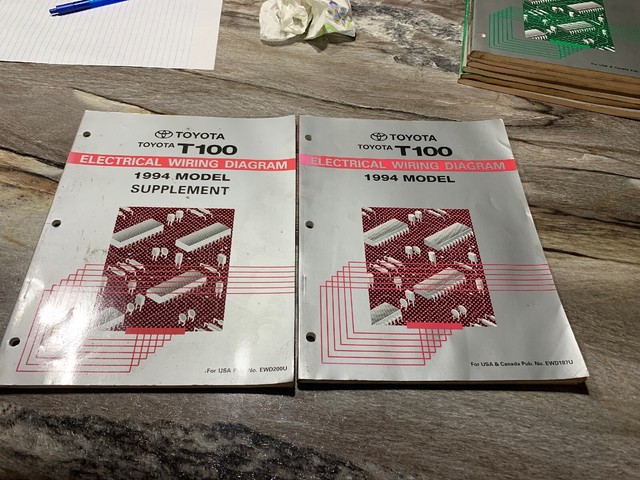 TOYOTA
TOYOTA T100
ELECTRICAL WIRING DIAGRAM
1994 MODEL
SUPPLEMENT
For USA Pub. No. EWD200U
TOYOTA
TOYOTA T100
ELECTRICAL WIRING DIAGRAM
1994 MODEL
For USA & Canada Pub. No. EWD187U